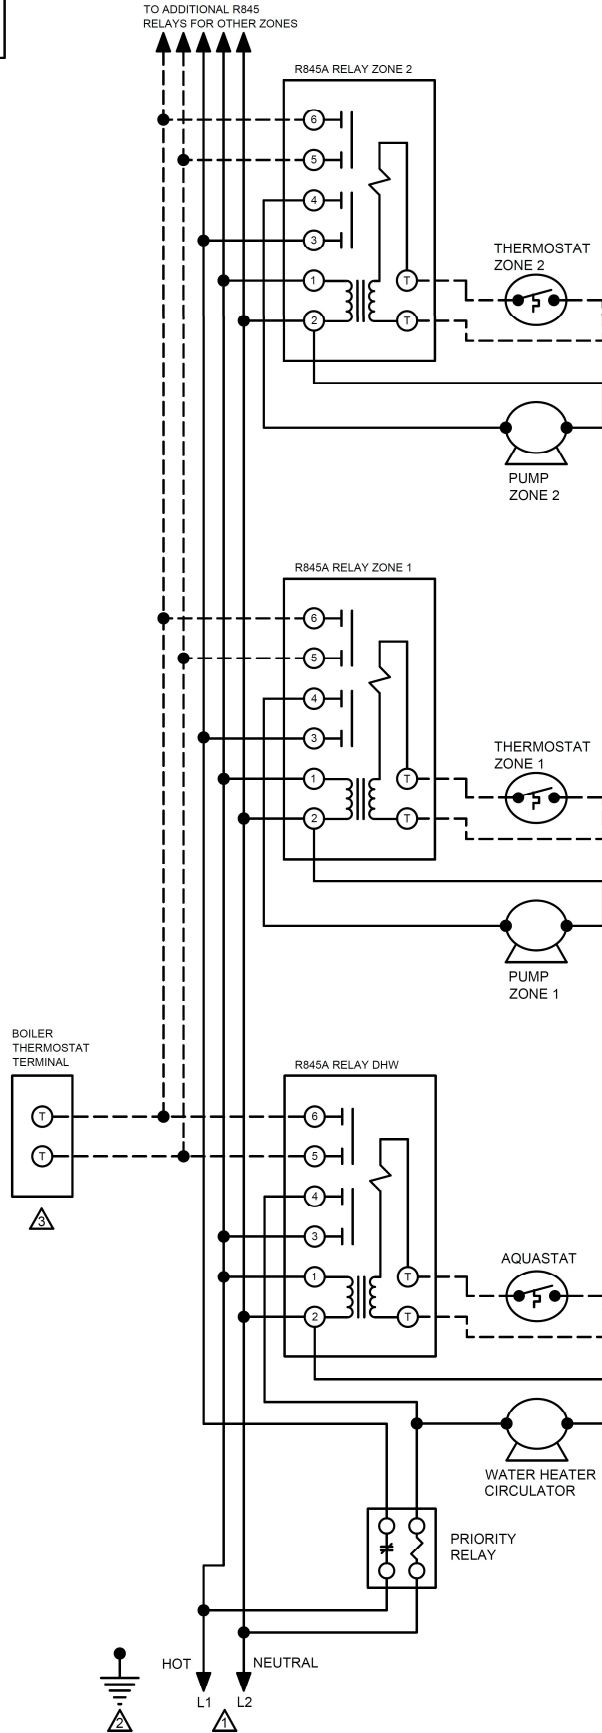 TO ADDITIONAL R845
RELAYS FOR OTHER ZONES
R845A RELAY ZONE 2
6
5
4
3
1
T
2
T
THERMOSTAT
ZONE 2
PUMP
ZONE 2
R845A RELAY ZONE 1
6
5
4
3
1
T
2
T
THERMOSTAT
ZONE 1
PUMP
ZONE 1
BOILER
THERMOSTAT
TERMINAL
T
T
3
R845A RELAY DHW
6
5
4
3
1
T
2
T
AQUASTAT
WATER HEATER
CIRCULATOR
PRIORITY
RELAY
HOT
NEUTRAL
L1
L2
2
1